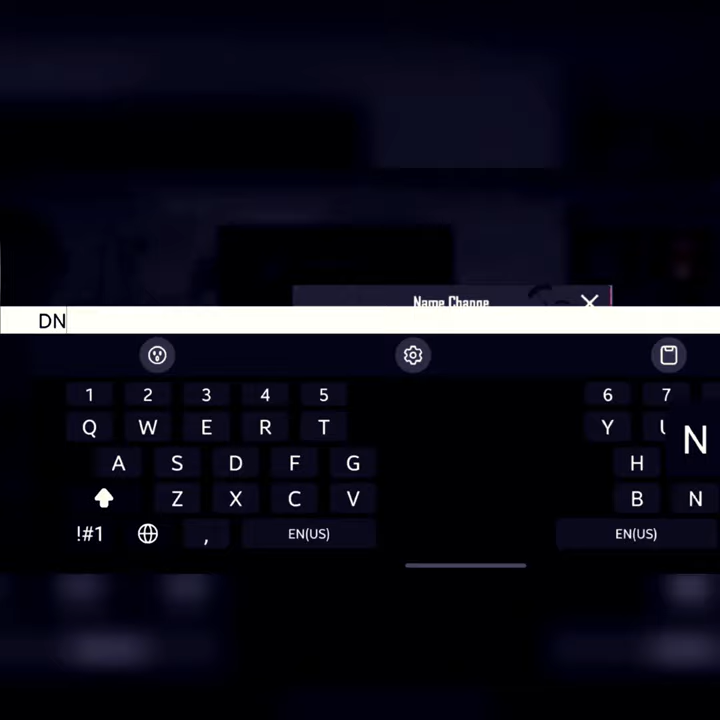 Name Change
DN
1 2 3 4 5 6 7
Q W E R T Y U N
A S D F G H
Z X C V B N
!#1 , EN(US) EN(US)